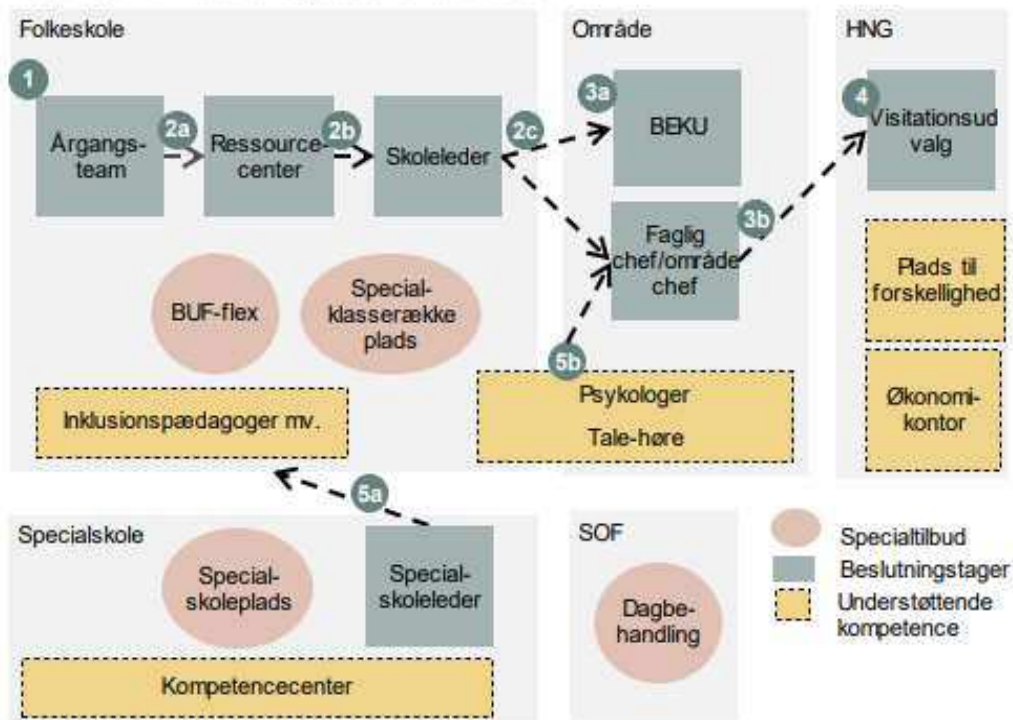 Folkeskole
1
Årgangs-
team
2a
Ressource-
center
2b
Skoleleder
2c
BUF-flex
Special-
klasserække
plads
Inklusionspædagoger mv.
Område
3a
BEKU
Faglig
chef/område
chef
3b
5b
Psykologer
Tale-høre
HNG
4
Visitationsud
valg
Plads til
forskellighed
Økonomi-
kontor
5a
Specialskole
Special-
skoleplads
Special-
skoleleder
Kompetencecenter
SOF
Dagbe-
handling
Specialtilbud
Beslutningstager
Understøttende
kompetence